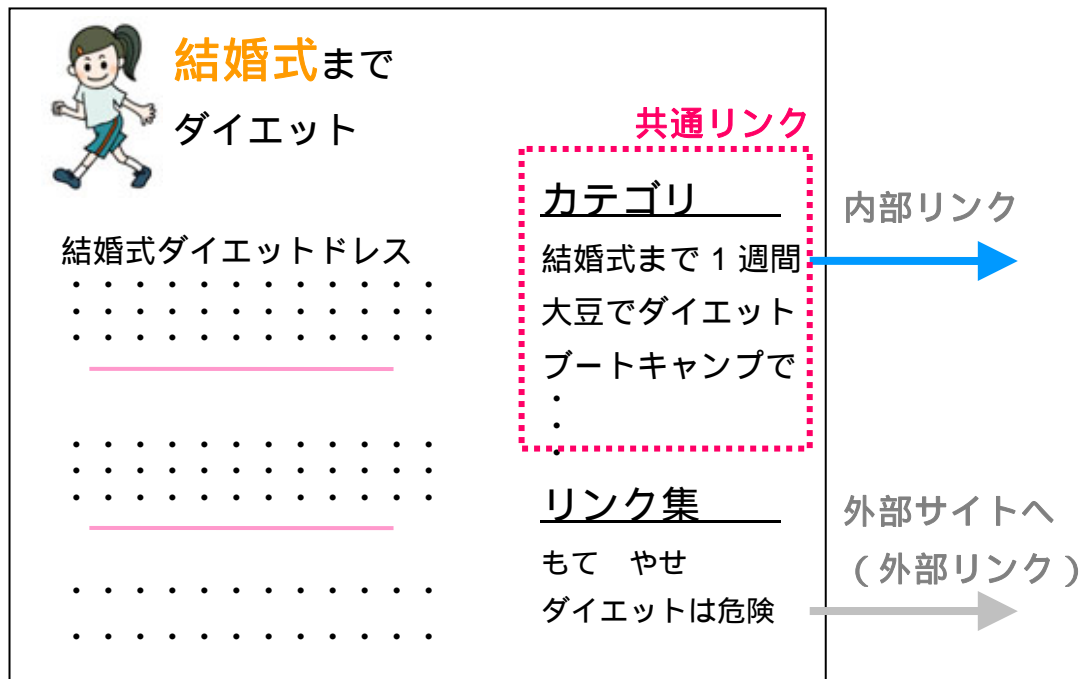 結婚式まで
ダイエット
共通リンク
カテゴリ
内部リンク
結婚式ダイエットドレス
・・・・・・・・・・・・
・・・・・・・・・・・・
・・・・・・・・・・・・
結婚式まで1週間
大豆でダイエット
ブートキャンプで
・
・
・
・・・・・・・・・・・・
・・・・・・・・・・・・
・・・・・・・・・・・・
リンク集
もて　やせ
ダイエットは危険
外部サイトへ
(外部リンク)
・・・・・・・・・・・・
・・・・・・・・・・・・